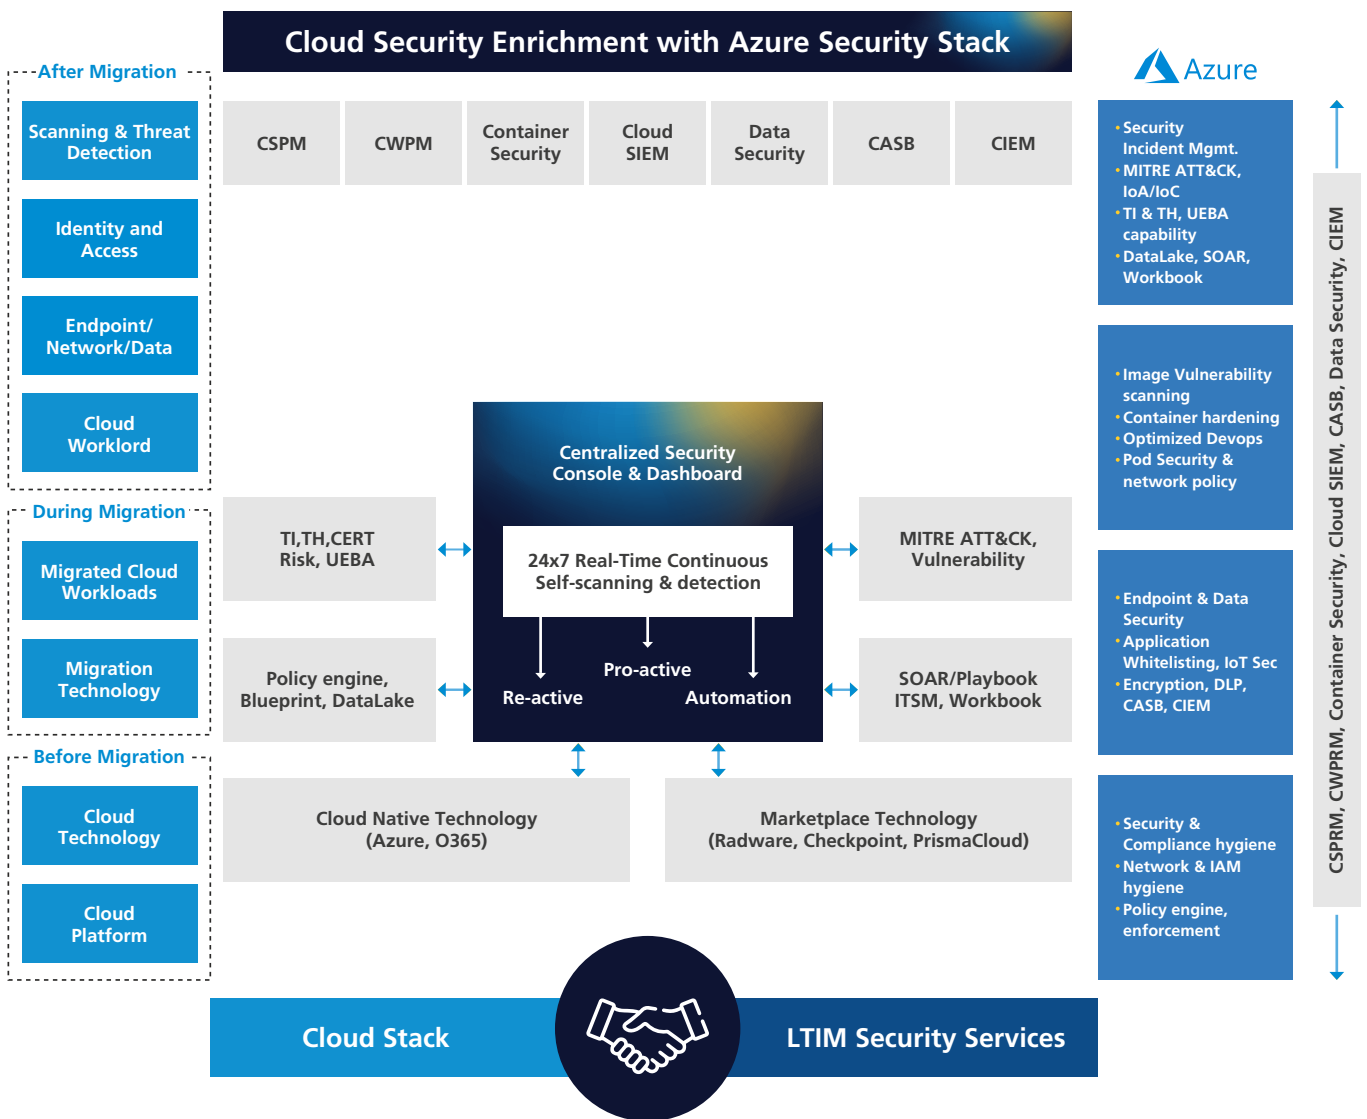 Cloud Security Enrichment with Azure Security Stack
After Migration
Scanning & Threat
Detection
Identity and
Access
Endpoint/
Network/Data
Cloud
Worklord
During Migration
Migrated Cloud
Workloads
Migration
Technology
Before Migration
Cloud
Technology
Cloud
Platform
CSPM
CWPM
Container
Security
Cloud
SIEM
Data
Security
CASB
CIEM
Centralized Security
Console & Dashboard
24x7 Real-Time Continuous
Self-scanning & detection
Re-active
Pro-active
Automation
TI,TH,CERT
Risk, UEBA
Policy engine,
Blueprint, DataLake
MITRE ATT&CK,
Vulnerability
SOAR/Playbook
ITSM, Workbook
Cloud Native Technology
(Azure, O365)
Marketplace Technology
(Radware, Checkpoint, PrismaCloud)
Azure
• Security
Incident Mgmt.
• MITRE ATT&CK,
IoA/IoC
• TI & TH, UEBA
capability
• DataLake, SOAR,
Workbook
• Image Vulnerability
scanning
• Container hardening
• Optimized Devops
• Pod Security &
network policy
• Endpoint & Data
Security
• Application
Whitelisting, IoT Sec
• Encryption, DLP,
CASB, CIEM
• Security &
Compliance hygiene
• Network & IAM
hygiene
• Policy engine,
enforcement
CSPRM, CWPRM, Container Security, Cloud SIEM, CASB, Data Security, CIEM
Cloud Stack
LTIM Security Services